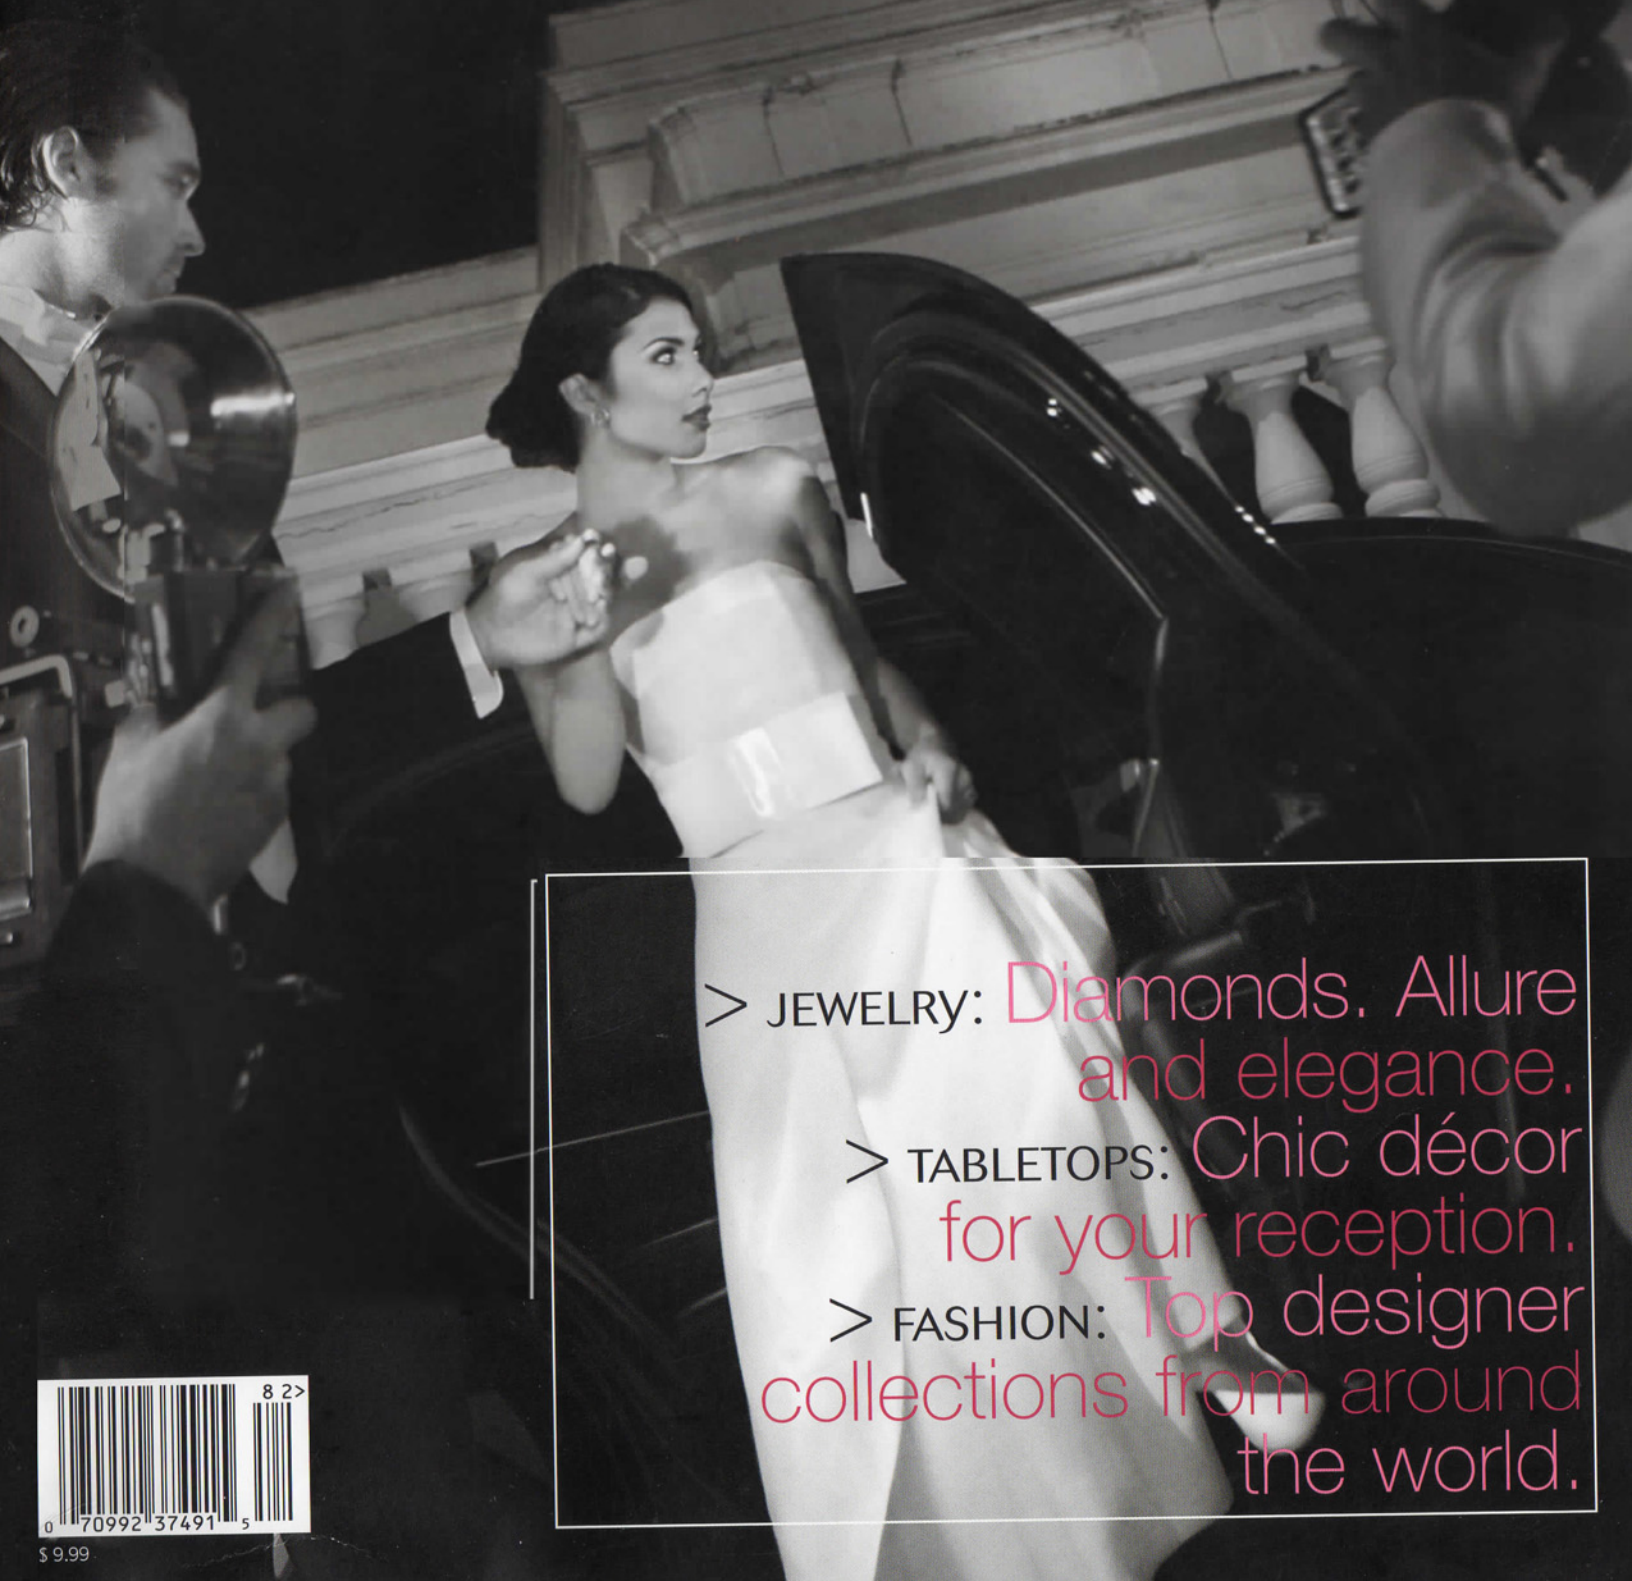 > JEWELRY: Diamonds. Allure
and elegance.
> TABLETOPS: Chic décor
for your reception.
> FASHION: Top designer
collections from around
the world.
8 2>
0 70992 37491 5
$ 9.99